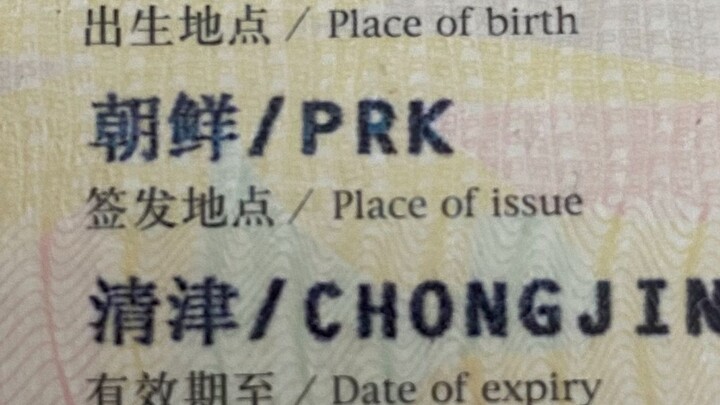 出生地点 / Place of birth
朝鲜/PRK
签发地点 / Place of issue
清津/CHONGJIN
有效期至 / Date of expiry